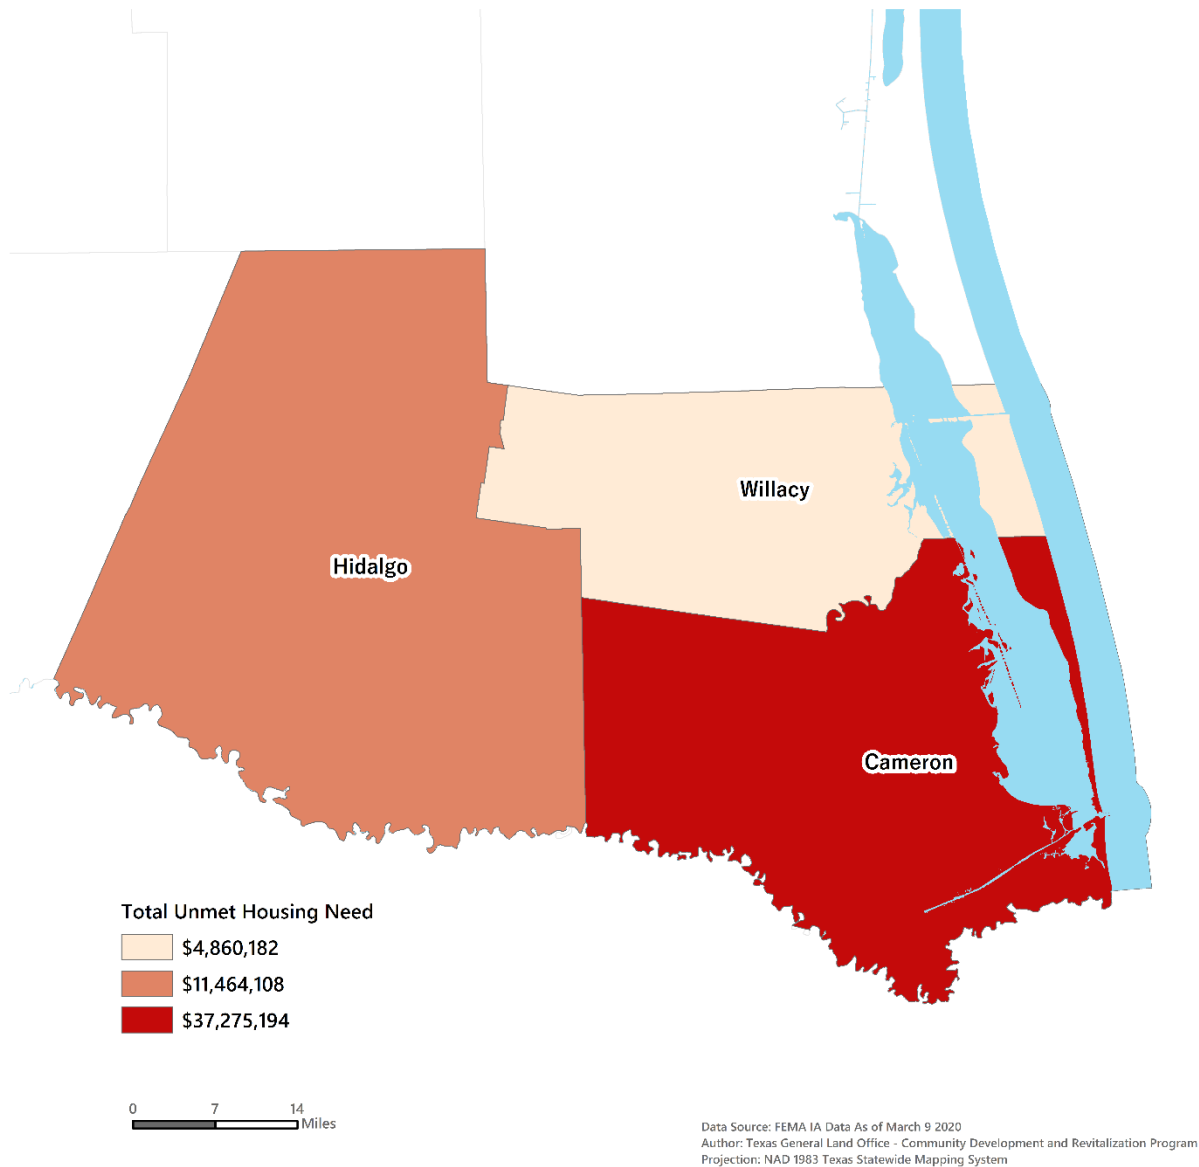 Willacy
Hidalgo
Cameron
Total Unmet Housing Need
$4,860,182
$11,464,108
$37,275,194
0 7 14
Miles
Data Source: FEMA IA Data As of March 9 2020
Author: Texas General Land Office - Community Development and Revitalization Program
Projection: NAD 1983 Texas Statewide Mapping System